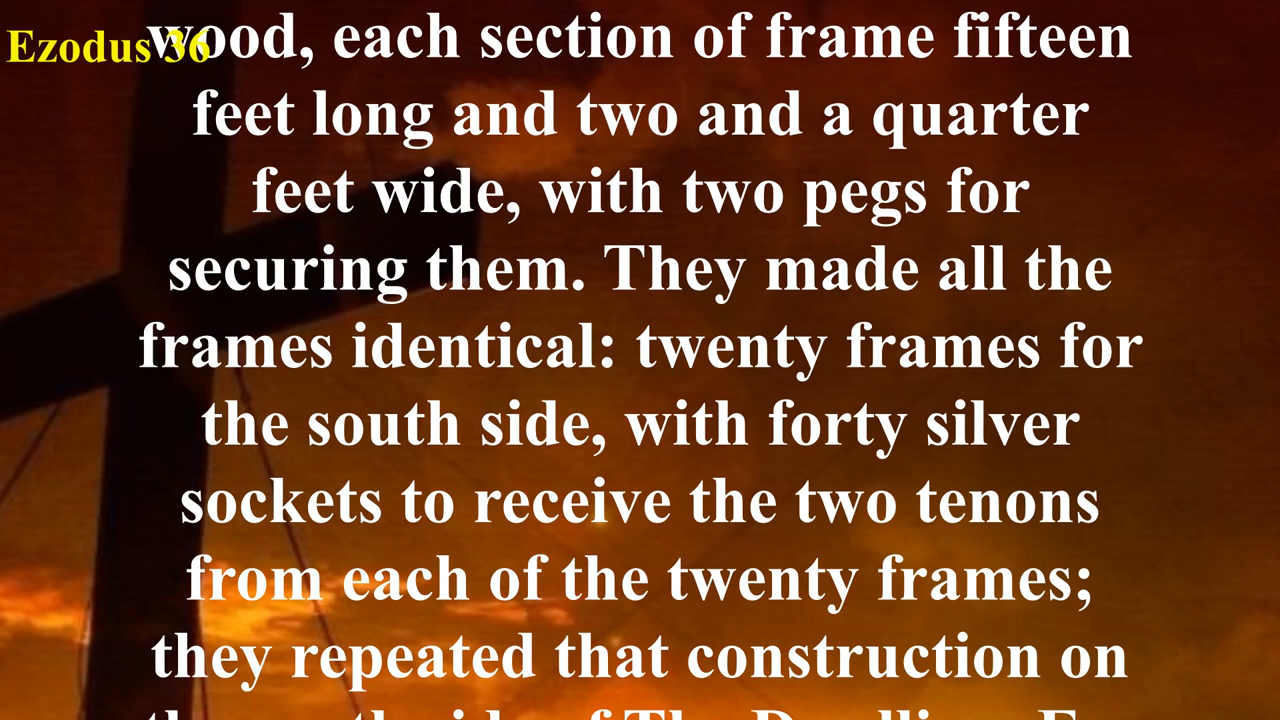 Ezodus 36
wood, each section of frame fifteen
feet long and two and a quarter
feet wide, with two pegs for
securing them. They made all the
frames identical: twenty frames for
the south side, with forty silver
sockets to receive the two tenons
from each of the twenty frames;
they repeated that construction on